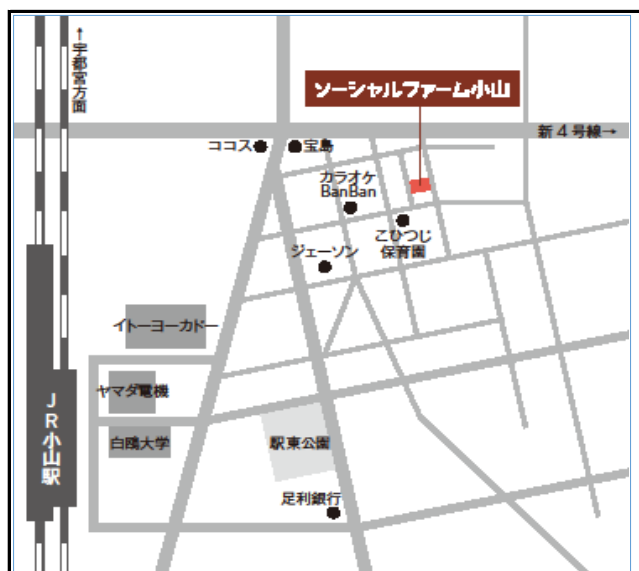 ↑宇都宮方面
ソーシャルファーム小山
新4号線→
ココス
宝島
カラオケ
BanBan
こひつじ
保育園
ジェーソン
イトーヨーカドー
ヤマダ電機
JR小山駅
白鴎大学
駅東公園
足利銀行